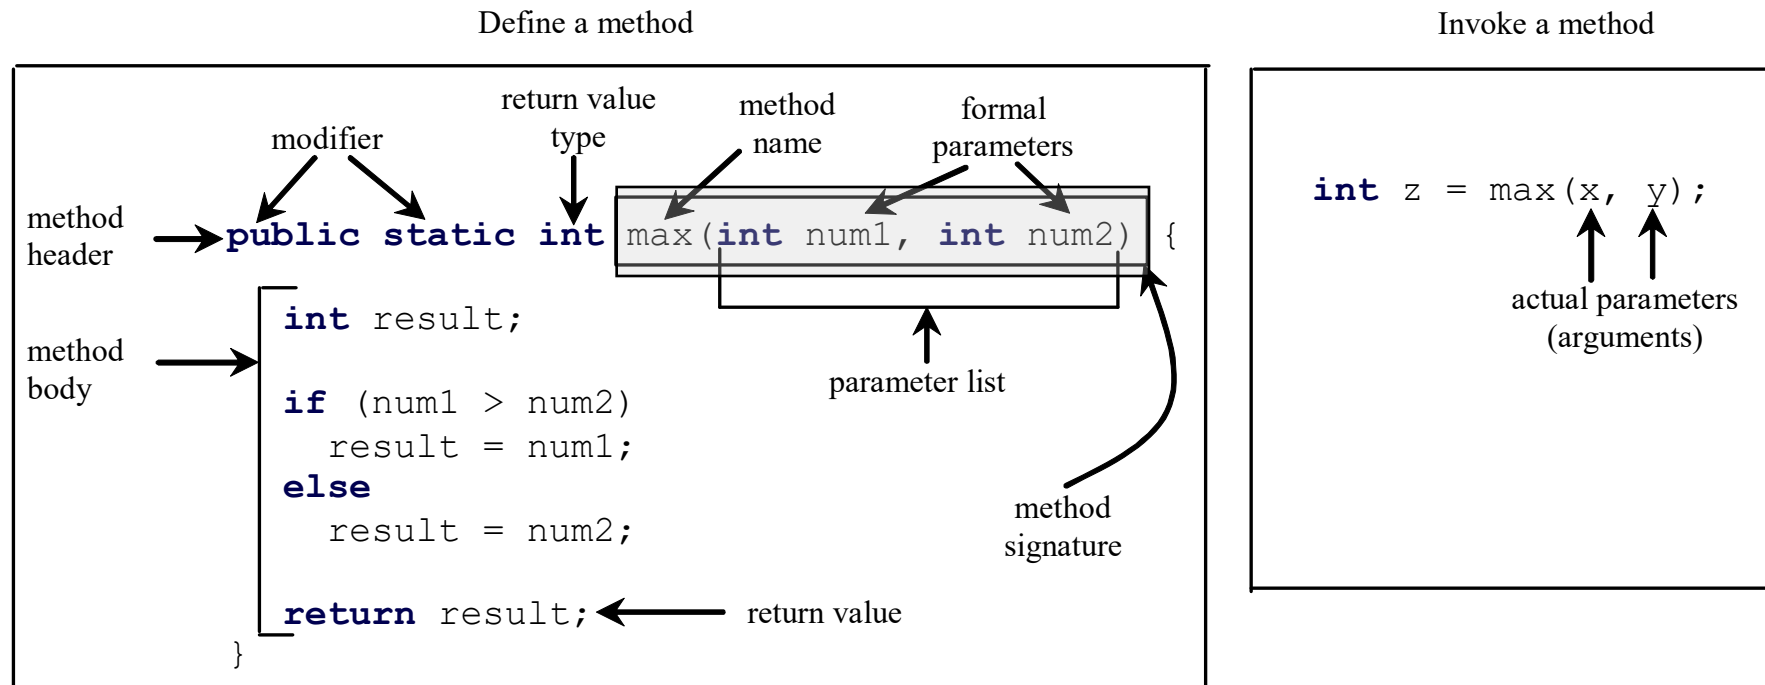 Define a method
Invoke a method
return value
type
method
name
formal
parameters
modifier
method
header
public static int max(int num1, int num2) {
int result;
method
body
parameter list
if (num1 > num2)
result = num1;
else
result = num2;
method
signature
return result;
return value
}
int z = max(x, y);
actual parameters
(arguments)